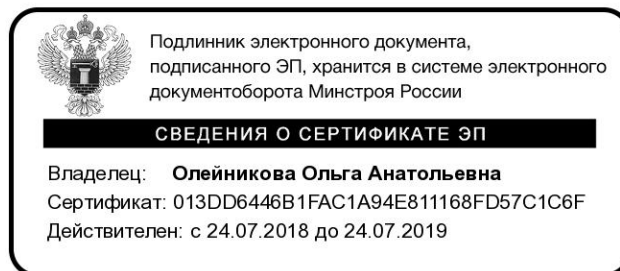 Подлинник электронного документа,
подписанного ЭП, хранится в системе электронного
документоборота Минстроя России
СВЕДЕНИЯ О СЕРТИФИКАТЕ ЭП
Владелец: Олейникова Ольга Анатольевна
Сертификат: 013DD6446B1FAC1A94E811168FD57C1C6F
Действителен: с 24.07.2018 до 24.07.2019